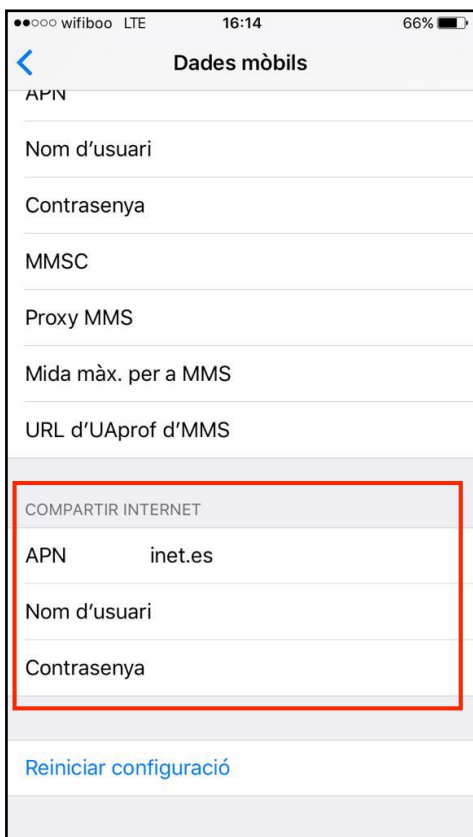 wifiboo LTE 16:14 66%
Dades mòbils
APN
Nom d'usuari
Contrasenya
MMSC
Proxy MMS
Mida màx. per a MMS
URL d'UAprof d'MMS
COMPARTIR INTERNET
APN inet.es
Nom d'usuari
Contrasenya
Reiniciar configuració